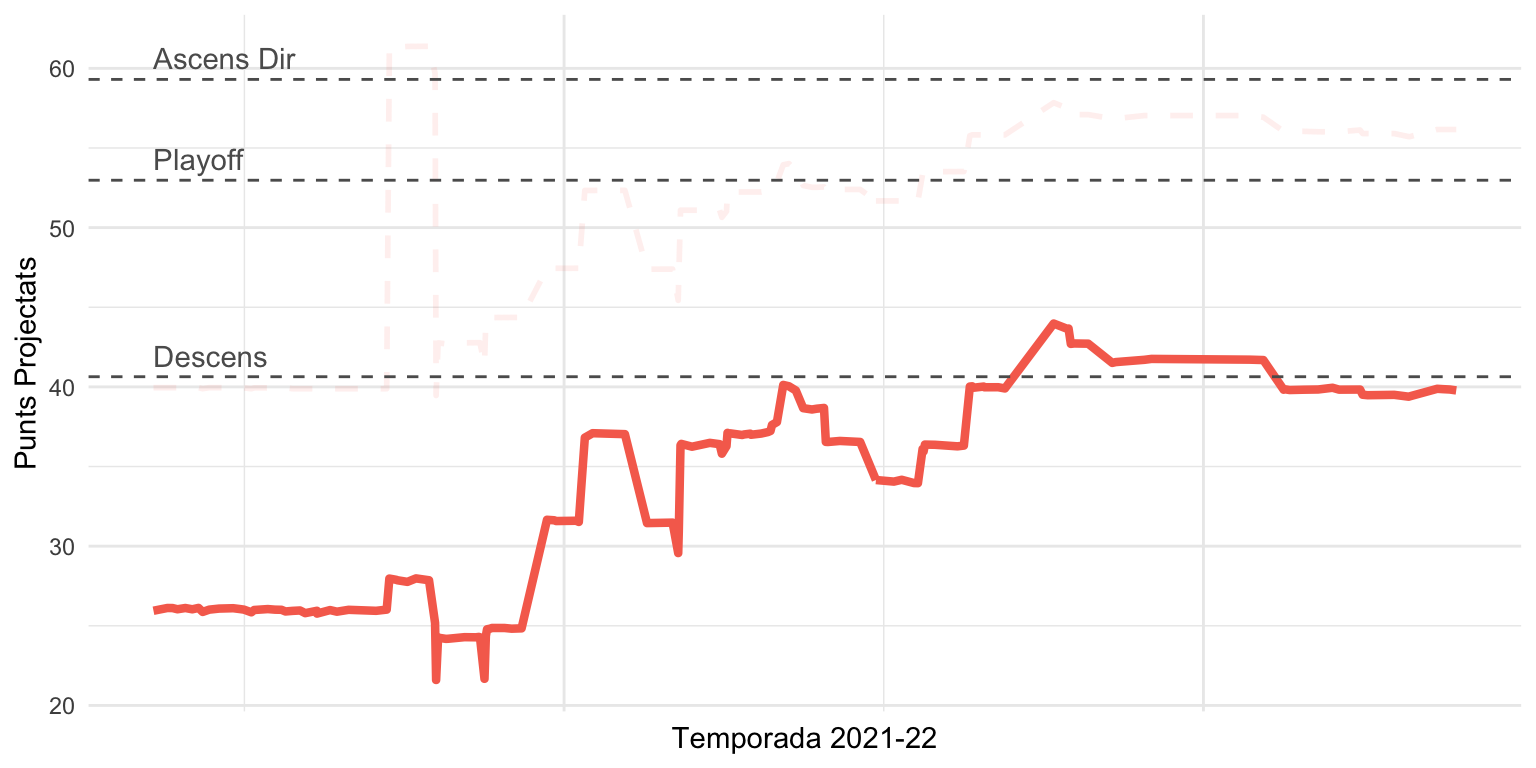 Ascens Dir
60
Playoff
50
Descens
40
30
20
Punts Projectats
Temporada 2021-22